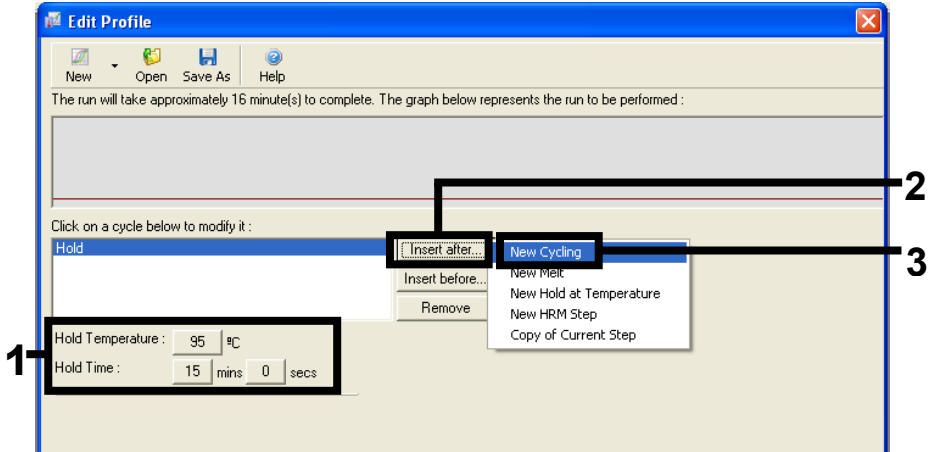 Edit Profile
New Open Save As Help
The run will take approximately 16 minute(s) to complete. The graph below represents the run to be performed :
2
Click on a cycle below to modify it :
Hold
Insert after...
New Cycling
3
Insert before...
New Melt
New Hold at Temperature
Remove
New HRM Step
Copy of Current Step
1
Hold Temperature : 95 ºC
Hold Time : 15 mins 0 secs